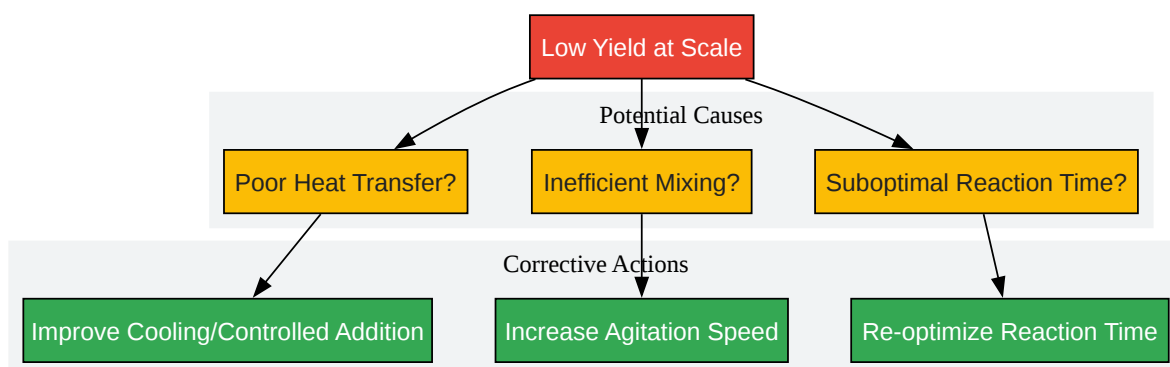 Low Yield at Scale
Potential Causes
Poor Heat Transfer?
Inefficient Mixing?
Suboptimal Reaction Time?
Corrective Actions
Improve Cooling/Controlled Addition
Increase Agitation Speed
Re-optimize Reaction Time